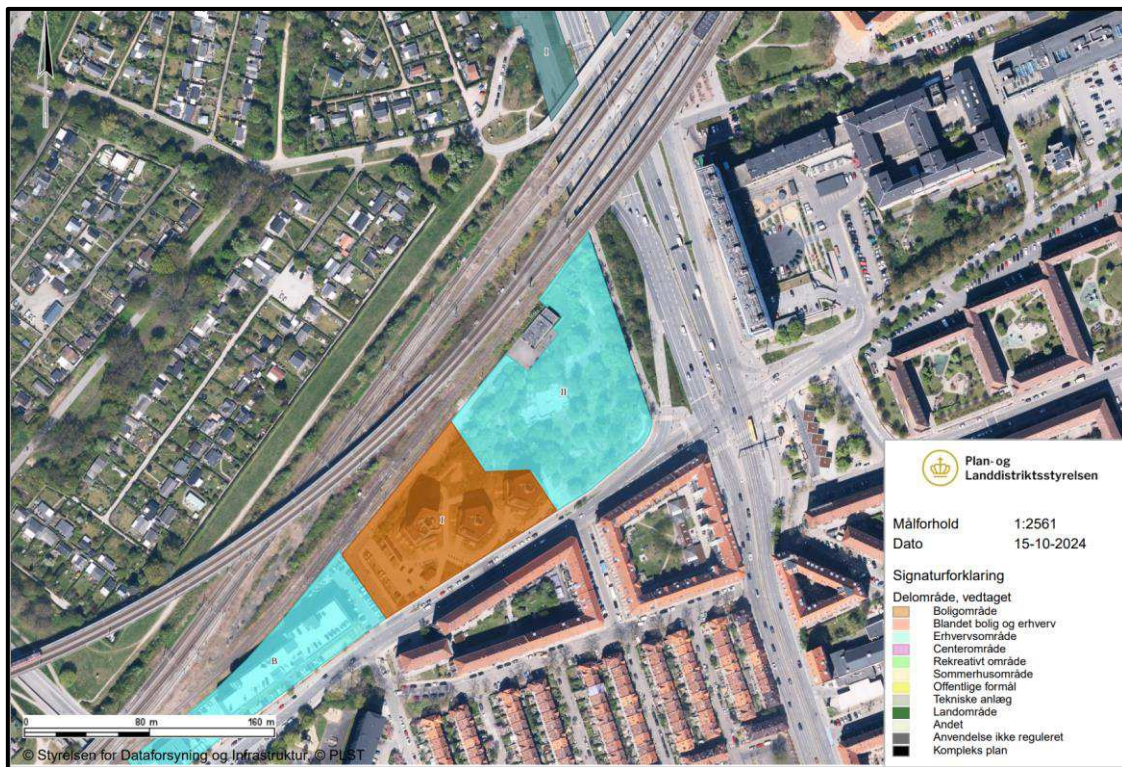 I
II
I
B
0 80 m 160 m
© Styrelsen for Dataforsyning og Infrastruktur, © PLST
Plan- og
Landdistriktsstyrelsen
Målforhold 1:2561
Dato 15-10-2024
Signaturforklaring
Delområde, vedtaget
Boligområde
Blandet bolig og erhverv
Erhvervsområde
Centerområde
Rekreativt område
Sommerhusområde
Offentlige formål
Tekniske anlæg
Landområde
Andet
Anvendelse ikke reguleret
Kompleks plan